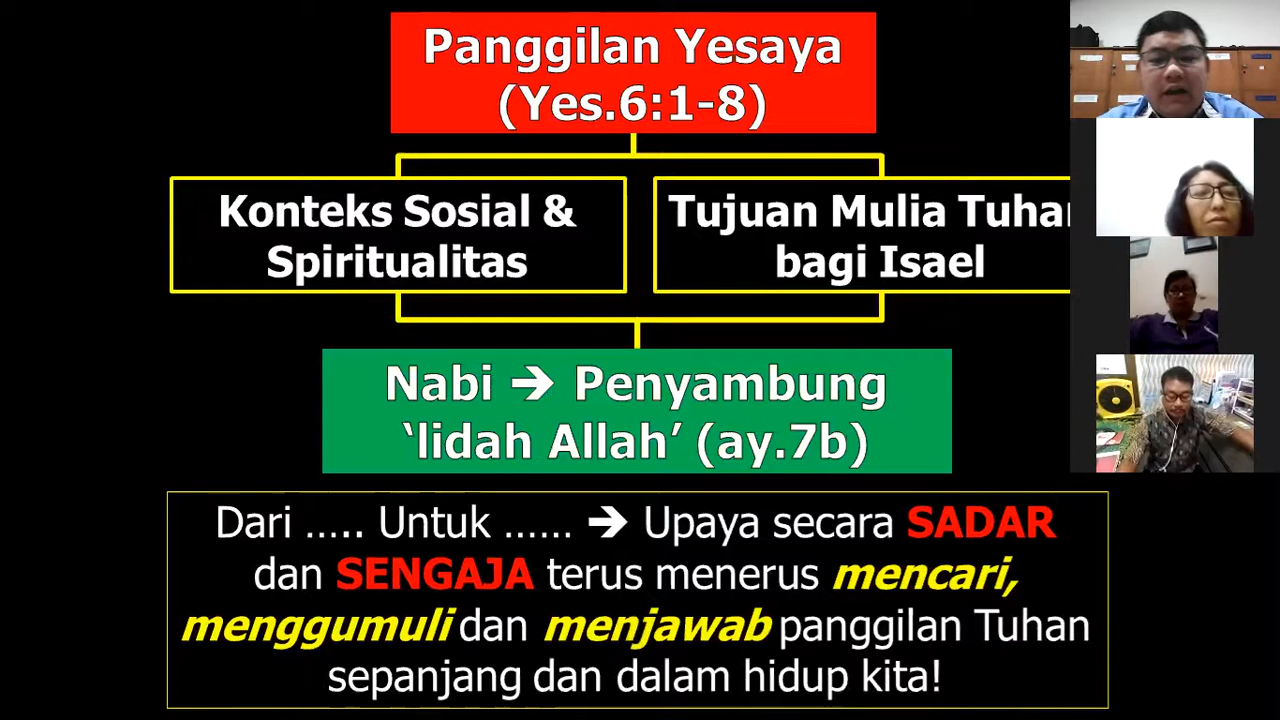 Panggilan Yesaya
(Yes.6:1-8)
Konteks Sosial &
Spiritualitas
Tujuan Mulia Tuhan
bagi Isael
Nabi ➔ Penyambung
‘lidah Allah’ (ay.7b)
Dari ….. Untuk …… ➔ Upaya secara SADAR
dan SENGAJA terus menerus mencari,
menggumuli dan menjawab panggilan Tuhan
sepanjang dan dalam hidup kita!